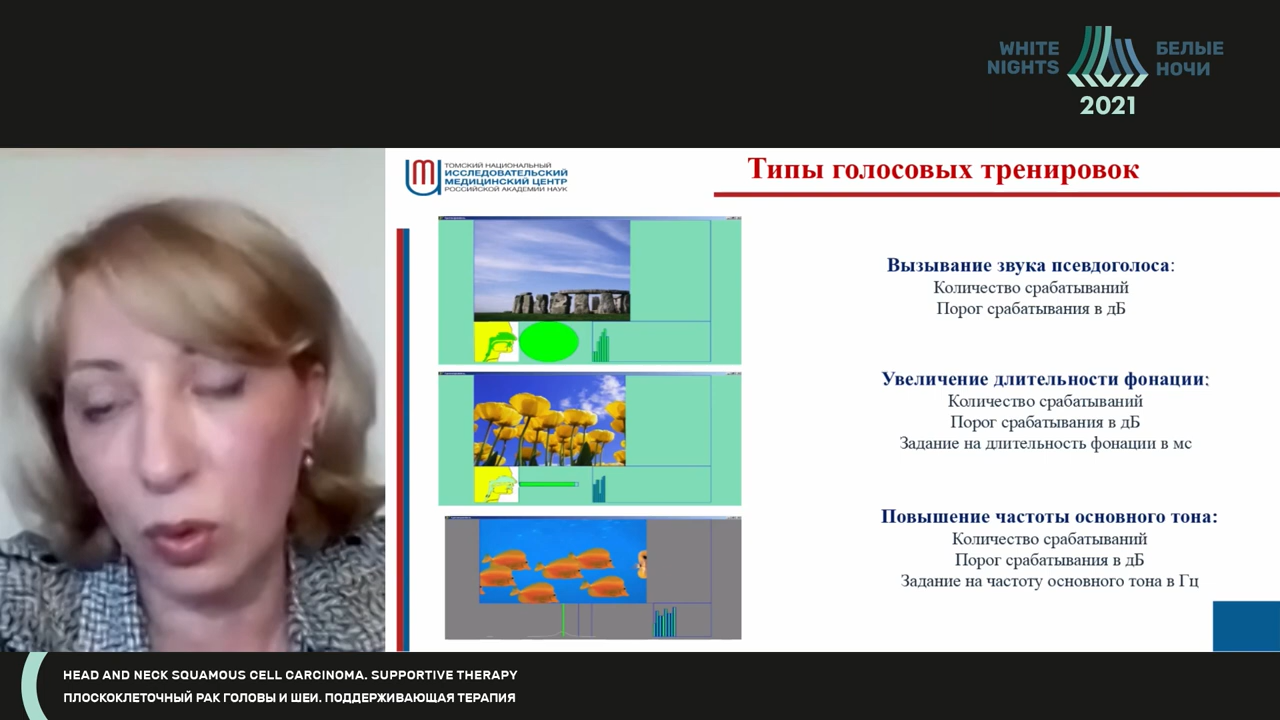 WHITE
NIGHTS
БЕЛЫЕ
НОЧИ
2021
ТОМСКИЙ НАЦИОНАЛЬНЫЙ
ИССЛЕДОВАТЕЛЬСКИЙ
МЕДИЦИНСКИЙ ЦЕНТР
РОССИЙСКОЙ АКАДЕМИИ НАУК
Типы голосовых тренировок
Вызывание звука псевдоголоса:
Количество срабатываний
Порог срабатывания в дБ
Увеличение длительности фонации:
Количество срабатываний
Порог срабатывания в дБ
Задание на длительность фонации в мс
Повышение частоты основного тона:
Количество срабатываний
Порог срабатывания в дБ
Задание на частоту основного тона в Гц
HEAD AND NECK SQUAMOUS CELL CARCINOMA. SUPPORTIVE THERAPY
ПЛОСКОКЛЕТОЧНЫЙ РАК ГОЛОВЫ И ШЕИ. ПОДДЕРЖИВАЮЩАЯ ТЕРАПИЯ